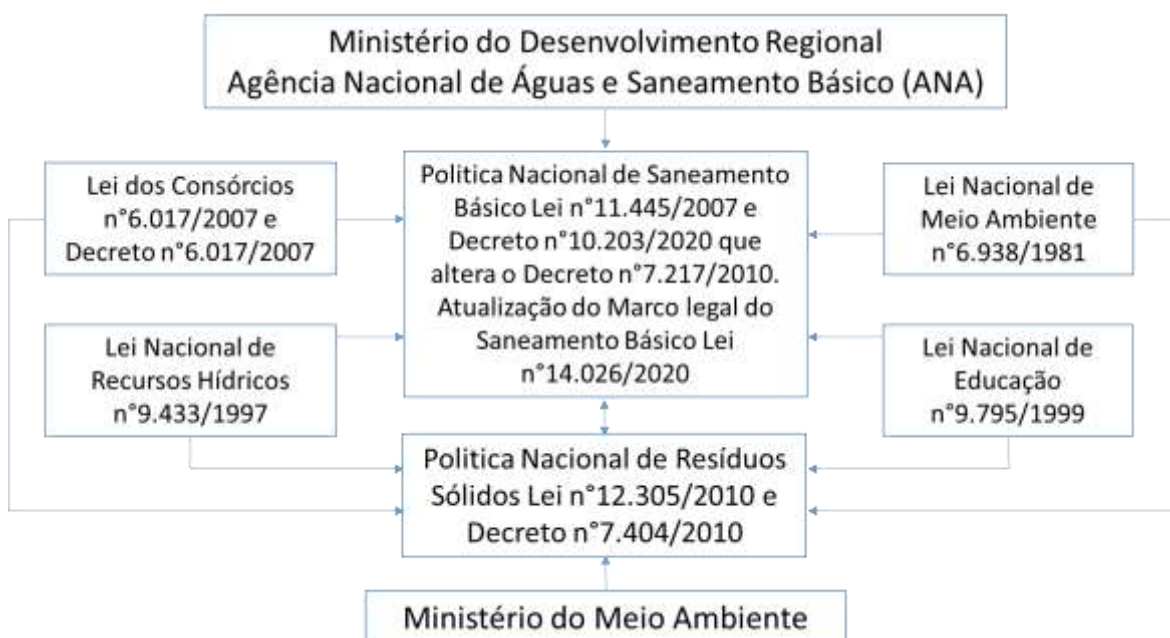 Ministério do Desenvolvimento Regional
Agência Nacional de Águas e Saneamento Básico (ANA)
Lei dos Consórcios
n°6.017/2007 e
Decreto n°6.017/2007
Politica Nacional de Saneamento
Básico Lei n°11.445/2007 e
Decreto n°10.203/2020 que
altera o Decreto n°7.217/2010.
Atualização do Marco legal do
Saneamento Básico Lei
n°14.026/2020
Lei Nacional de
Meio Ambiente
n°6.938/1981
Lei Nacional de
Recursos Hídricos
n°9.433/1997
Lei Nacional de
Educação
n°9.795/1999
Politica Nacional de Resíduos
Sólidos Lei n°12.305/2010 e
Decreto n°7.404/2010
Ministério do Meio Ambiente